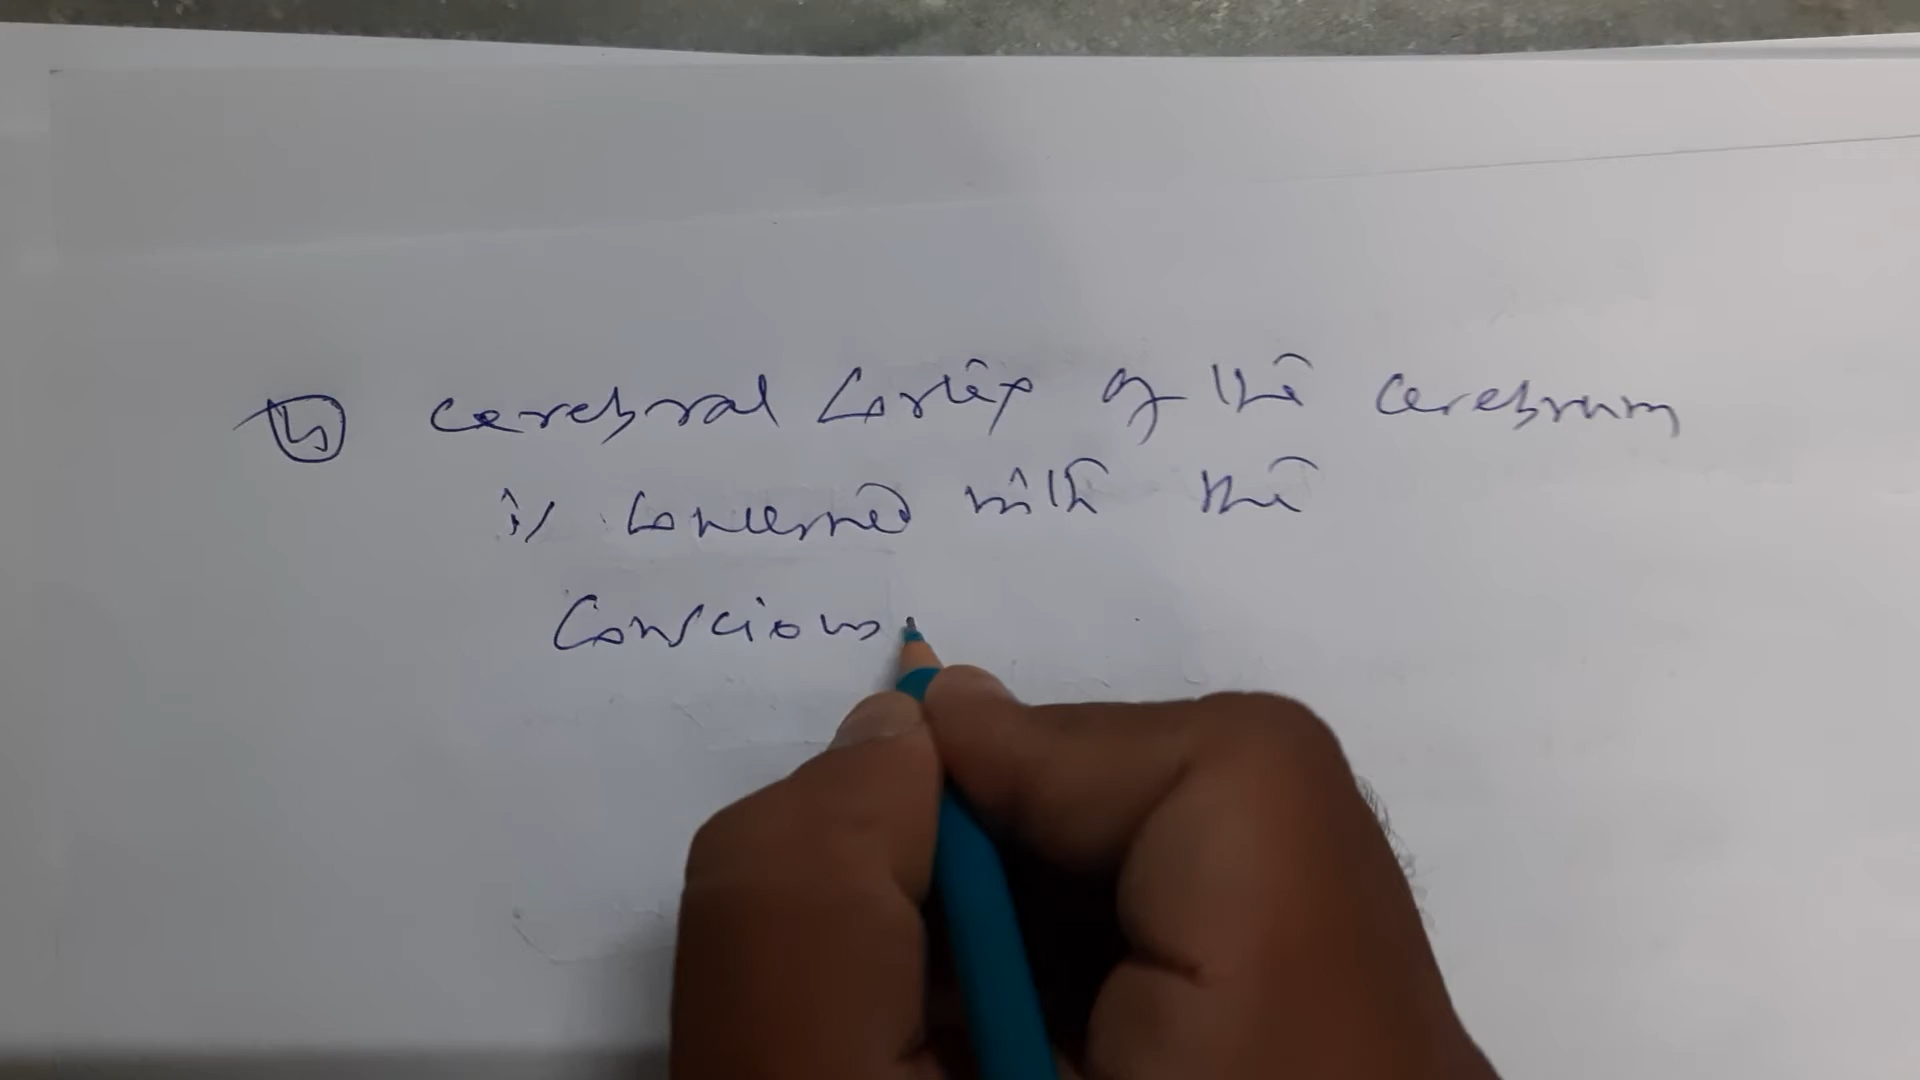 cerebral Cortex of the cerebrum
is concerned with the
Conscious